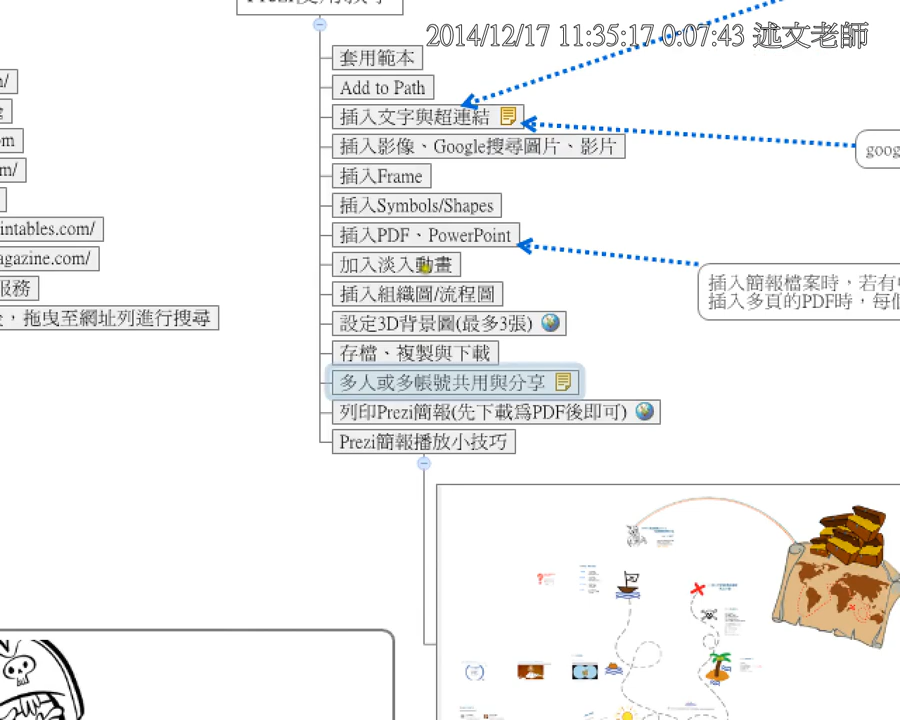 2014/12/17 11:35:17 0:07:43 述文老師
套用範本
Add to Path
插入文字與超連結
插入影像、Google搜尋圖片、影片
插入Frame
插入Symbols/Shapes
插入PDF、PowerPoint
加入淡入動畫
插入組織圖/流程圖
設定3D背景圖(最多3張)
存檔、複製與下載
多人或多帳號共用與分享
列印Prezi簡報(先下載為PDF後即可)
Prezi簡報播放小技巧
m/
intables.com/
agazine.com/
服務
，拖曳至網址列進行搜尋
goog
插入簡報檔案時，若有
插入多頁的PDF時，每個